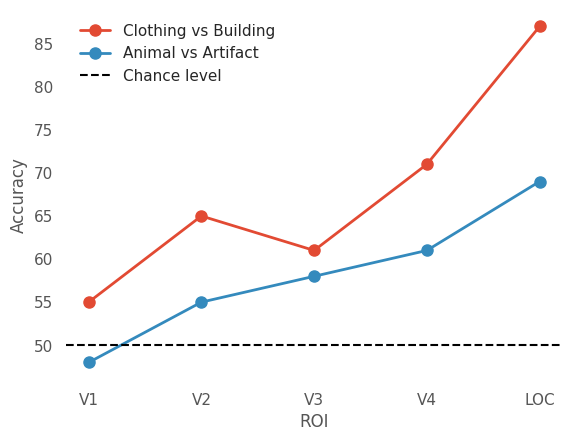 Clothing vs Building
Animal vs Artifact
Chance level
85
80
75
70
65
60
55
50
Accuracy
V1 V2 V3 V4 LOC
ROI